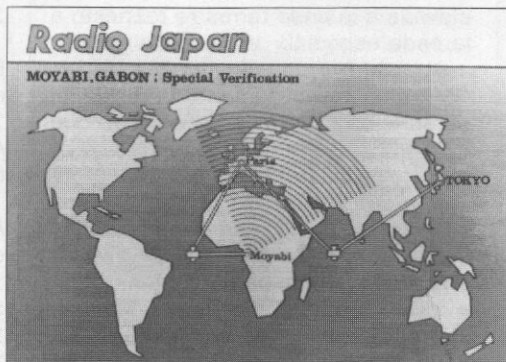 Radio Japan
MOYABI, GABON : Special Verification
Paris
TOKYO
Moyabi